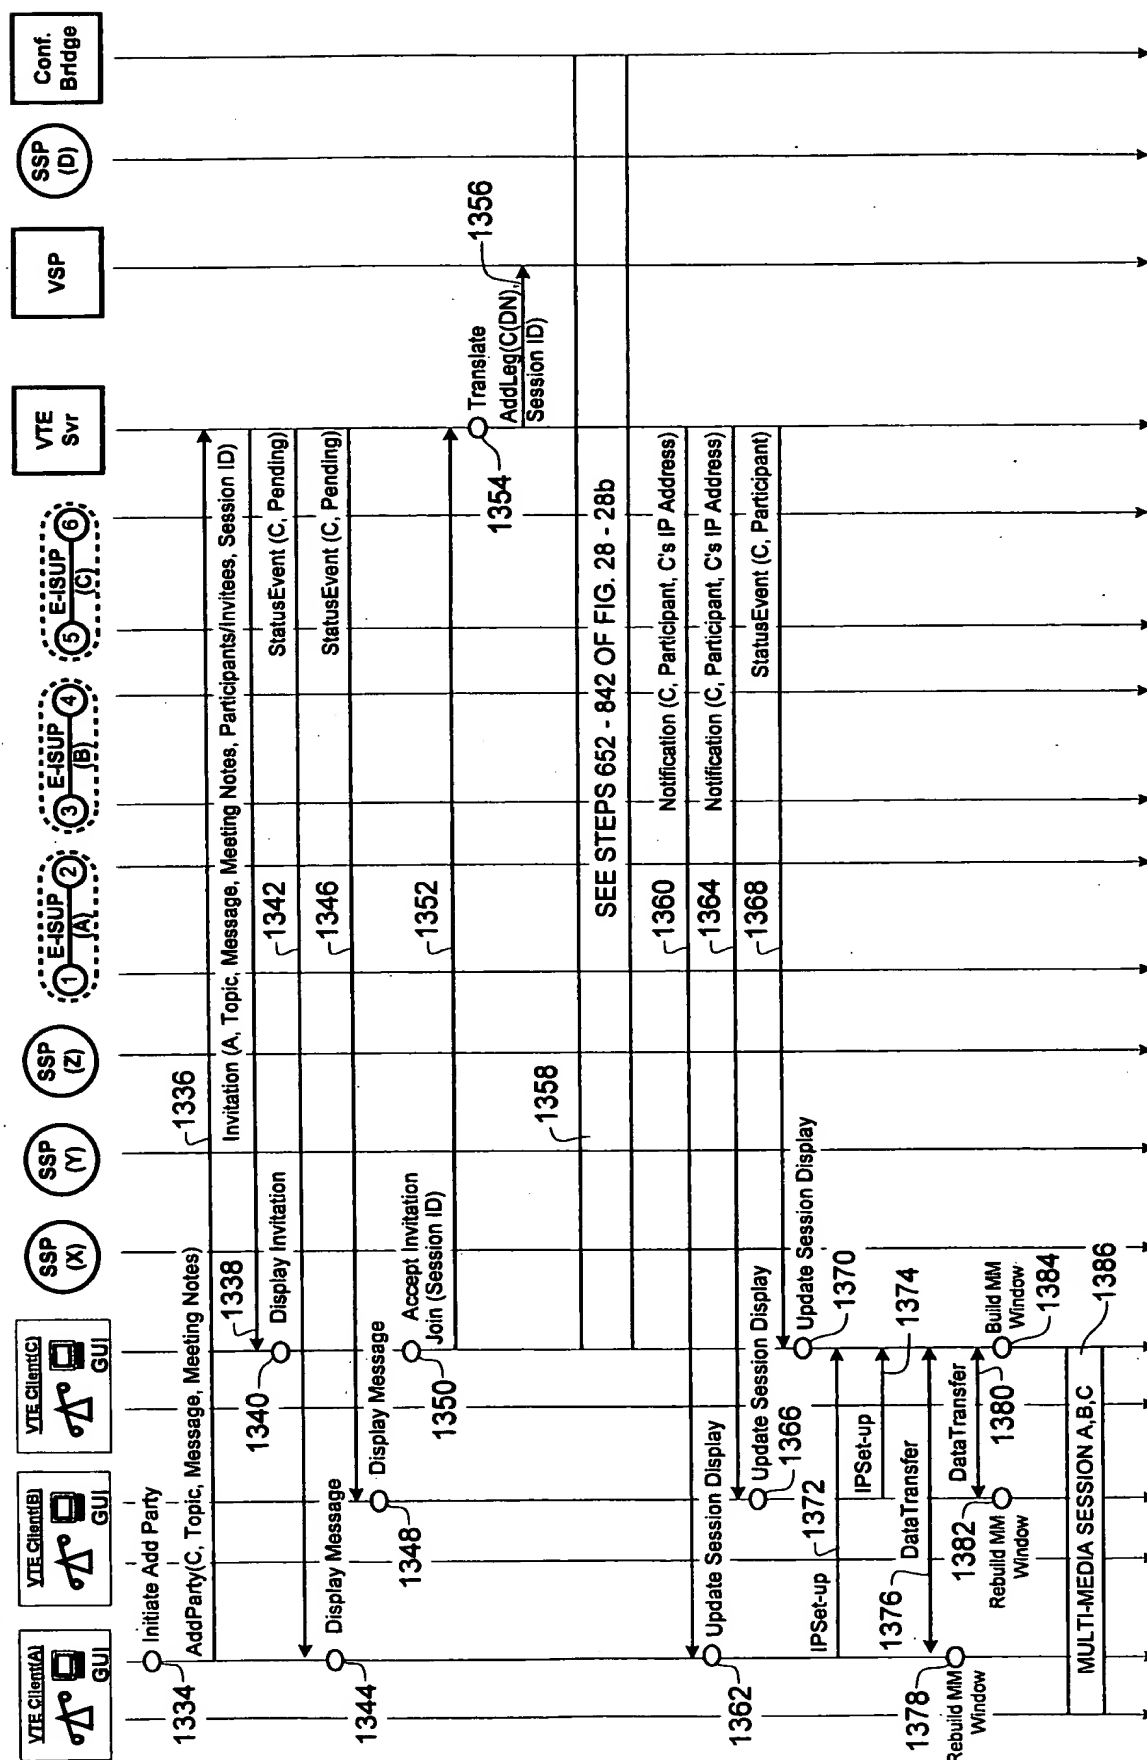 VTE Client(A)
GUI
VTE Client(B)
GUI
VTE Client(C)
GUI
SSP
(X)
SSP
(Y)
SSP
(Z)
E-ISUP
(A)
1
2
E-ISUP
(B)
3
4
E-ISUP
(C)
5
6
VTE
Svr
VSP
SSP
(D)
Conf.
Bridge
Initiate Add Party
1334
AddParty(C, Topic, Message, Meeting Notes)
1336
Invitation (A, Topic, Message, Meeting Notes, Participants/Invitees, Session ID)
1338
Display Invitation
1340
StatusEvent (C, Pending)
1342
Display Message
1344
StatusEvent (C, Pending)
1346
Display Message
1348
Accept Invitation
Join (Session ID)
1350
1352
Translate
1354
AddLeg(C(DN),
Session ID)
1356
1358
SEE STEPS 652 - 842 OF FIG. 28 - 28b
Notification (C, Participant, C's IP Address)
1360
Update Session Display
1362
Notification (C, Participant, C's IP Address)
1364
Update Session Display
1366
StatusEvent (C, Participant)
1368
Update Session Display
1370
IPSet-up
1372
IPSet-up
1374
DataTransfer
1376
1378
Rebuild MM
Window
DataTransfer
1380
1382
Rebuild MM
Window
Build MM
Window
1384
MULTI-MEDIA SESSION A,B,C
1386